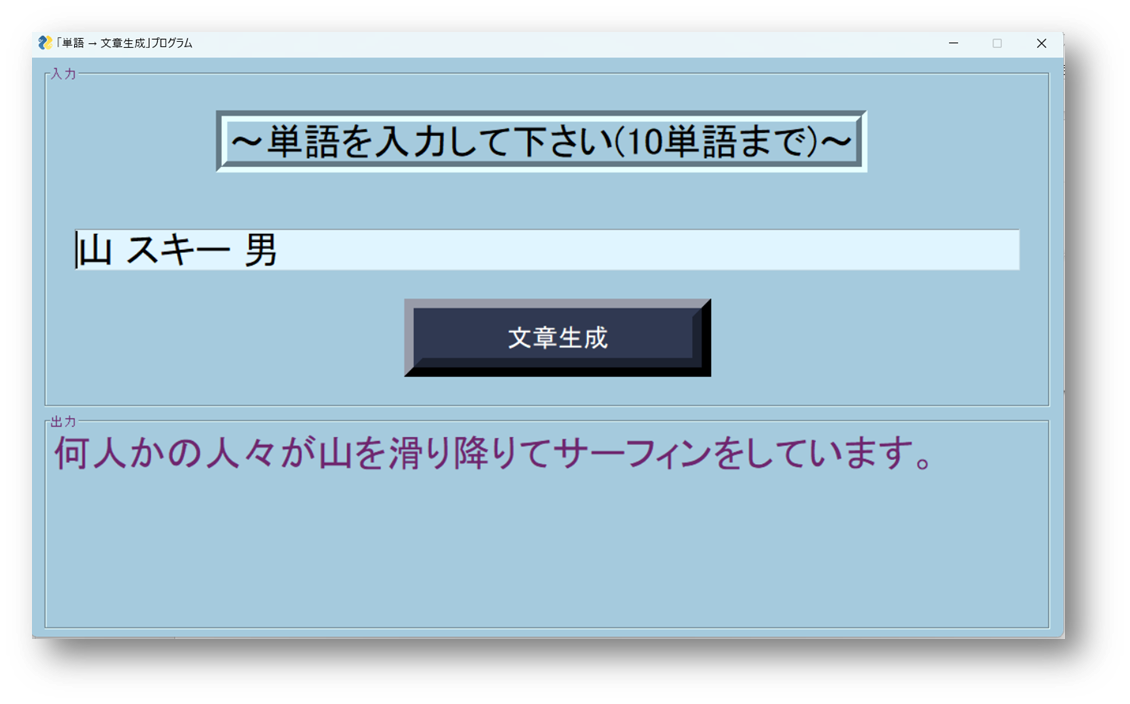 「単語 → 文章生成」プログラム
入力
～単語を入力して下さい(10単語まで)～
山 スキー 男
文章生成
出力
何人かの人々が山を滑り降りてサーフィンをしています。